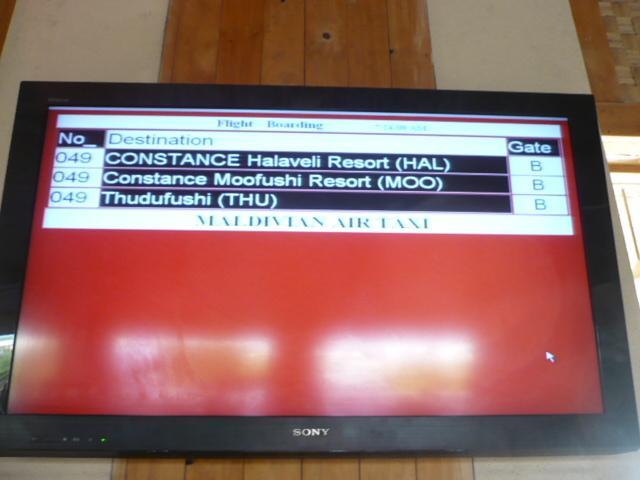 Flight Boarding
No_ Destination Gate
049 CONSTANCE Halaveli Resort (HAL) B
049 Constance Moofushi Resort (MOO) B
049 Thudufushi (THU) B
MALDIVIAN AIR TAXI
SONY